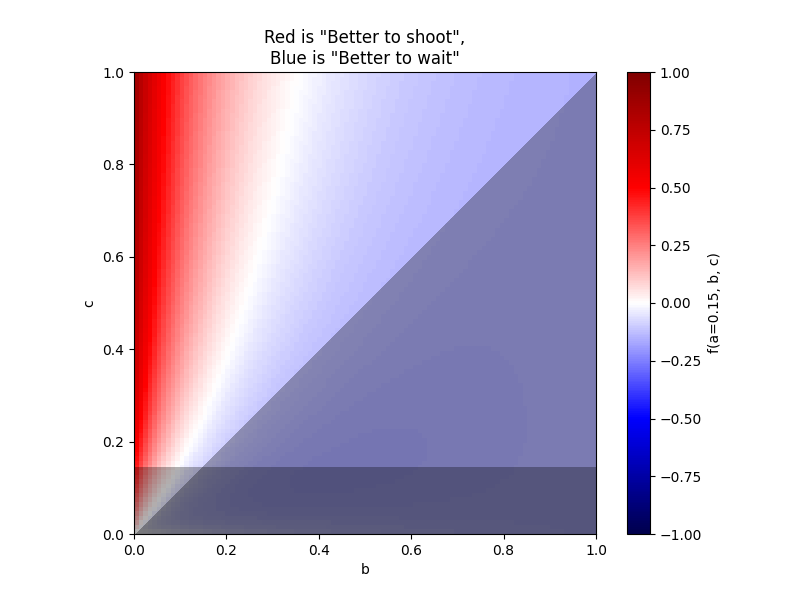 Red is "Better to shoot",
Blue is "Better to wait"
1.0
0.8
0.6
0.4
0.2
0.0
c
0.0 0.2 0.4 0.6 0.8 1.0
b
1.00
0.75
0.50
0.25
0.00
−0.25
−0.50
−0.75
−1.00
f(a=0.15, b, c)